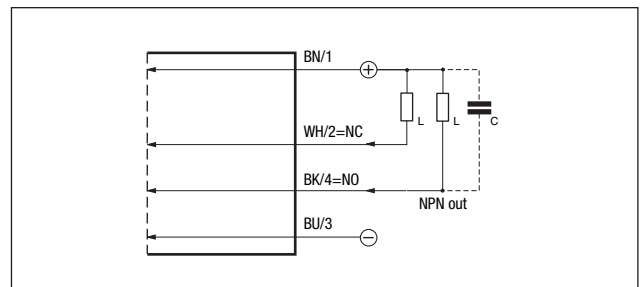 BN/1
+
L
L
C
WH/2=NC
BK/4=NO
NPN out
BU/3
−